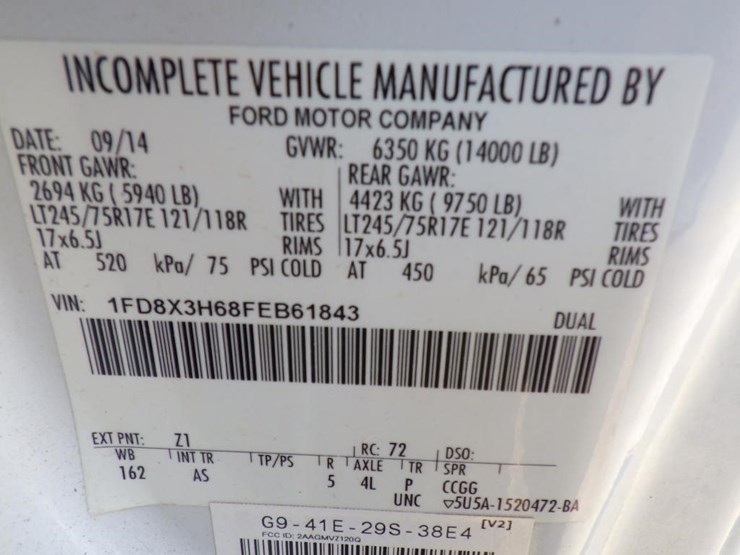 INCOMPLETE VEHICLE MANUFACTURED BY
FORD MOTOR COMPANY
DATE: 09/14 GVWR: 6350 KG (14000 LB)
FRONT GAWR: REAR GAWR:
2694 KG ( 5940 LB) WITH 4423 KG ( 9750 LB) WITH
LT245/75R17E 121/118R TIRES LT245/75R17E 121/118R TIRES
17x6.5J RIMS 17x6.5J RIMS
AT 520 kPa/ 75 PSI COLD AT 450 kPa/ 65 PSI COLD
VIN: 1FD8X3H68FEB61843 DUAL
EXT PNT: Z1 RC: 72 DSO:
WB INT TR TP/PS R AXLE TR SPR
162 AS 5 4L P CCGG
UNC ▽5U5A-1520472-BA
G9-41E-29S-38E4 [V2]
FCC ID: 2AAGMVZ120G